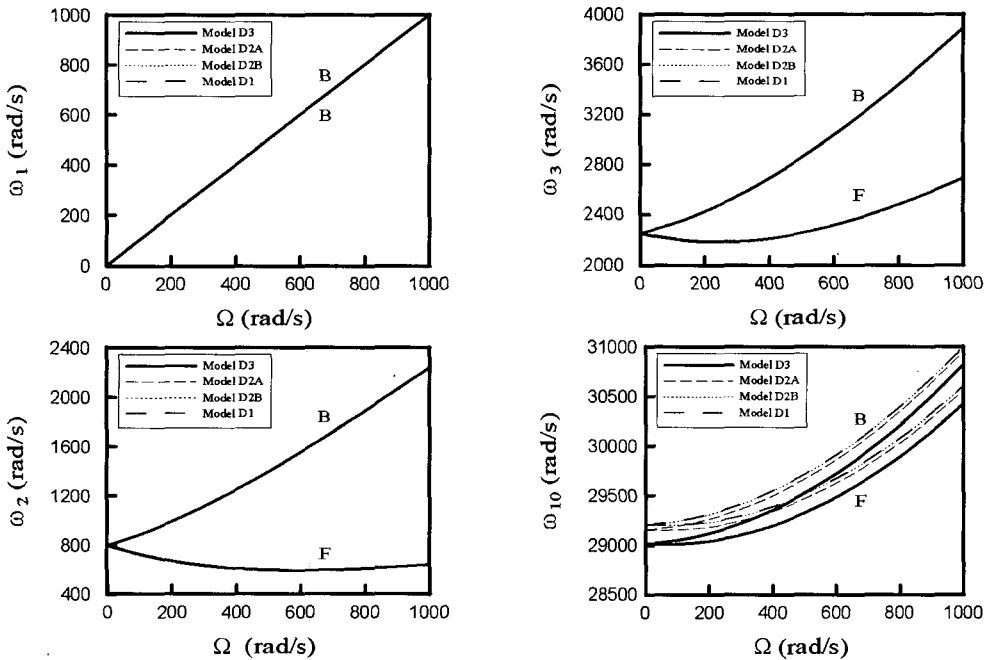 1000
800
600
400
200
0
ω1 (rad/s)
Model D3
Model D2A
Model D2B
Model D1
B
B
0 200 400 600 800 1000
Ω (rad/s)
4000
3600
3200
2800
2400
2000
ω3 (rad/s)
Model D3
Model D2A
Model D2B
Model D1
B
F
0 200 400 600 800 1000
Ω (rad/s)
2400
2000
1600
1200
800
400
ω2 (rad/s)
Model D3
Model D2A
Model D2B
Model D1
B
F
0 200 400 600 800 1000
Ω (rad/s)
31000
30500
30000
29500
29000
28500
ω10 (rad/s)
Model D3
Model D2A
Model D2B
Model D1
B
F
0 200 400 600 800 1000
Ω (rad/s)